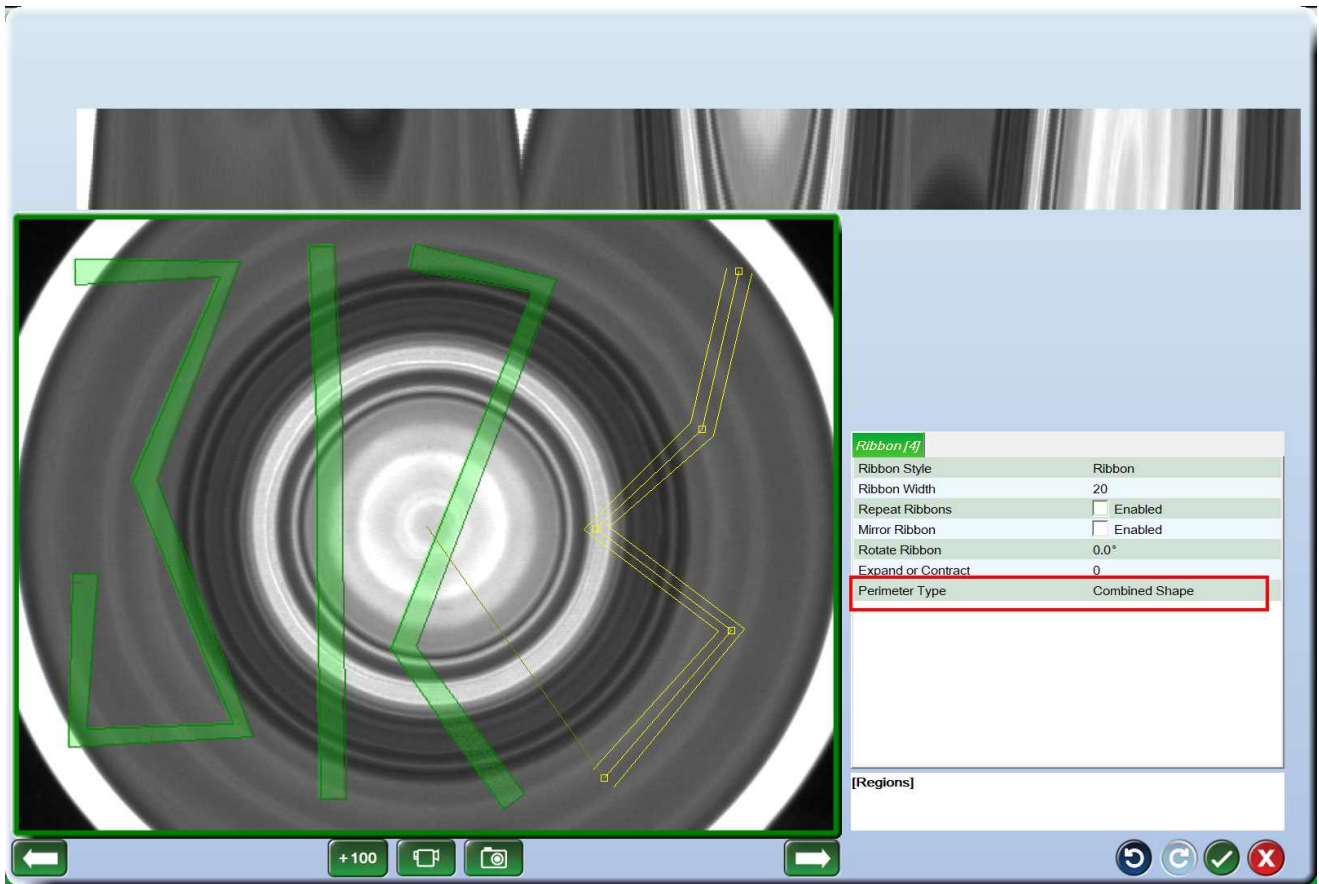 Ribbon [4]
Ribbon Style Ribbon
Ribbon Width 20
Repeat Ribbons Enabled
Mirror Ribbon Enabled
Rotate Ribbon 0.0°
Expand or Contract 0
Perimeter Type Combined Shape
[Regions]
+100